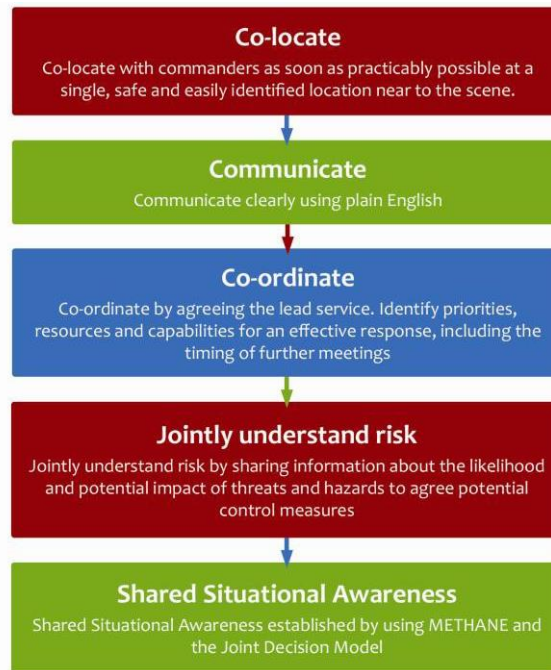 Co-locate
Co-locate with commanders as soon as practicably possible at a
single, safe and easily identified location near to the scene.
Communicate
Communicate clearly using plain English
Co-ordinate
Co-ordinate by agreeing the lead service. Identify priorities,
resources and capabilities for an effective response, including the
timing of further meetings
Jointly understand risk
Jointly understand risk by sharing information about the likelihood
and potential impact of threats and hazards to agree potential
control measures
Shared Situational Awareness
Shared Situational Awareness established by using METHANE and
the Joint Decision Model